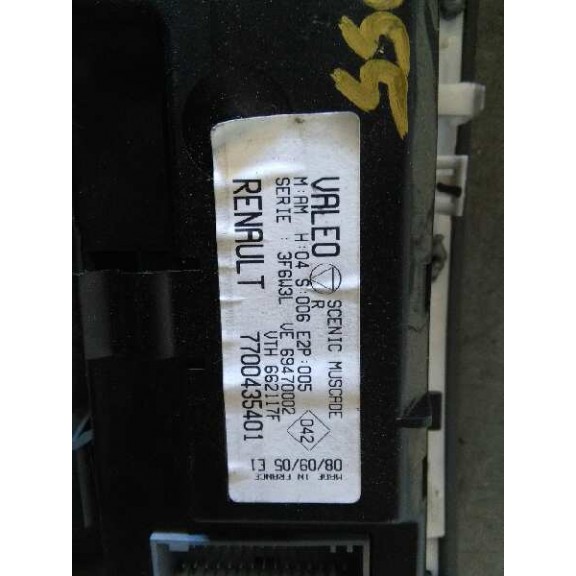 VALEO R SCENIC MUSCADE
M:AM H:04 S:006 E2P:005
SERIE : 3F6W3L VE 69470002
VTH 662117F
RENAULT 7700435401
042
08/09/05 E1
MADE IN FRANCE